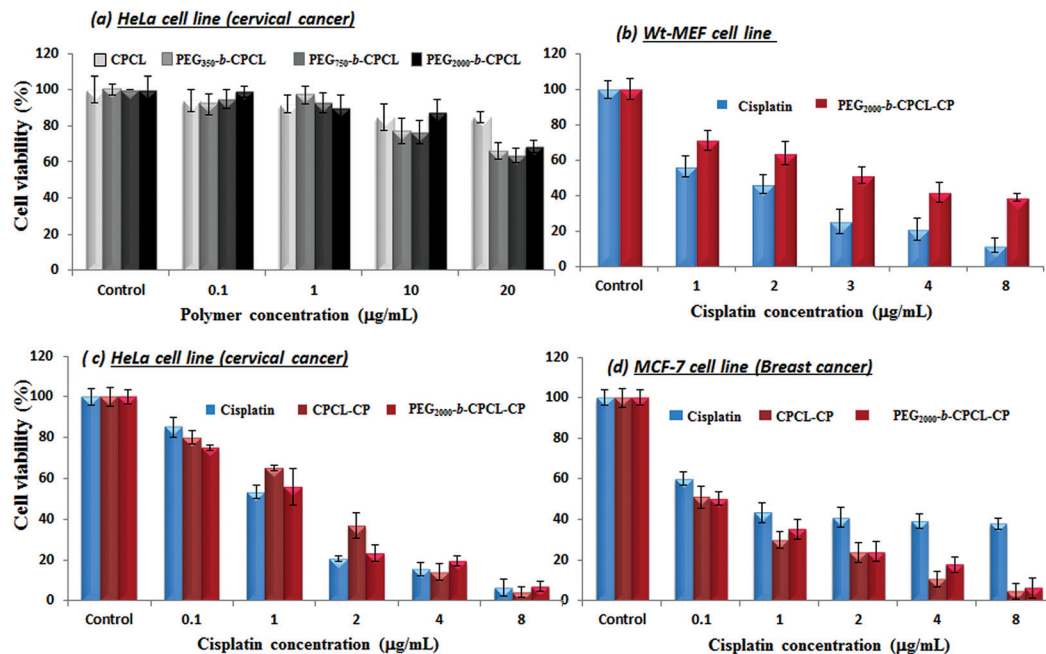 (a) HeLa cell line (cervical cancer)
120
100
80
60
40
20
0
Cell viability (%)
CPCL
PEG350-b-CPCL
PEG750-b-CPCL
PEG2000-b-CPCL
Control
0.1
1
10
20
Polymer concentration (µg/mL)
(b) Wt-MEF cell line
120
100
80
60
40
20
0
Cisplatin
PEG2000-b-CPCL-CP
Control
1
2
3
4
8
Cisplatin concentration (µg/mL)
( c) HeLa cell line (cervical cancer)
120
100
80
60
40
20
0
Cell viability (%)
Cisplatin
CPCL-CP
PEG2000-b-CPCL-CP
Control
0.1
1
2
4
8
Cisplatin concentration (µg/mL)
(d) MCF-7 cell line (Breast cancer)
120
100
80
60
40
20
0
Cisplatin
CPCL-CP
PEG2000-b-CPCL-CP
Control
0.1
1
2
4
8
Cisplatin concentration (µg/mL)